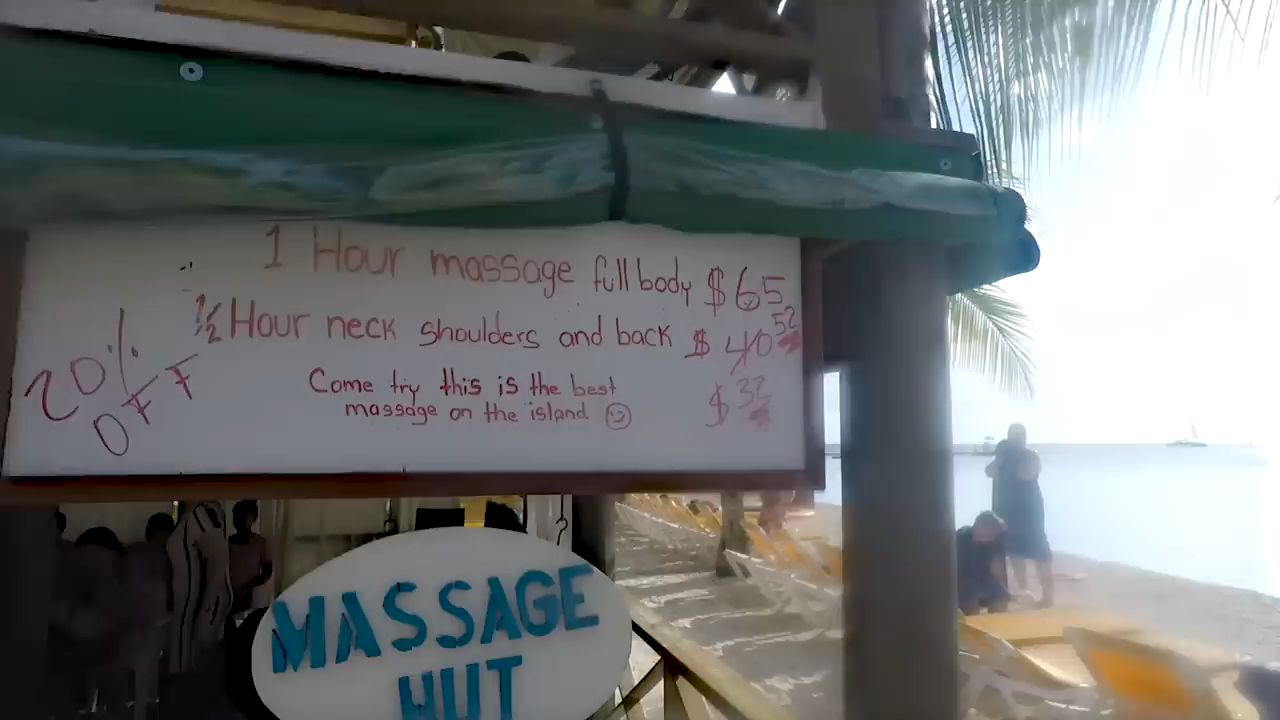 1 Hour massage full body $65
52
½ Hour neck shoulders and back $40
$32
20% OFF
Come try this is the best
massage on the island
MASSAGE
HUT